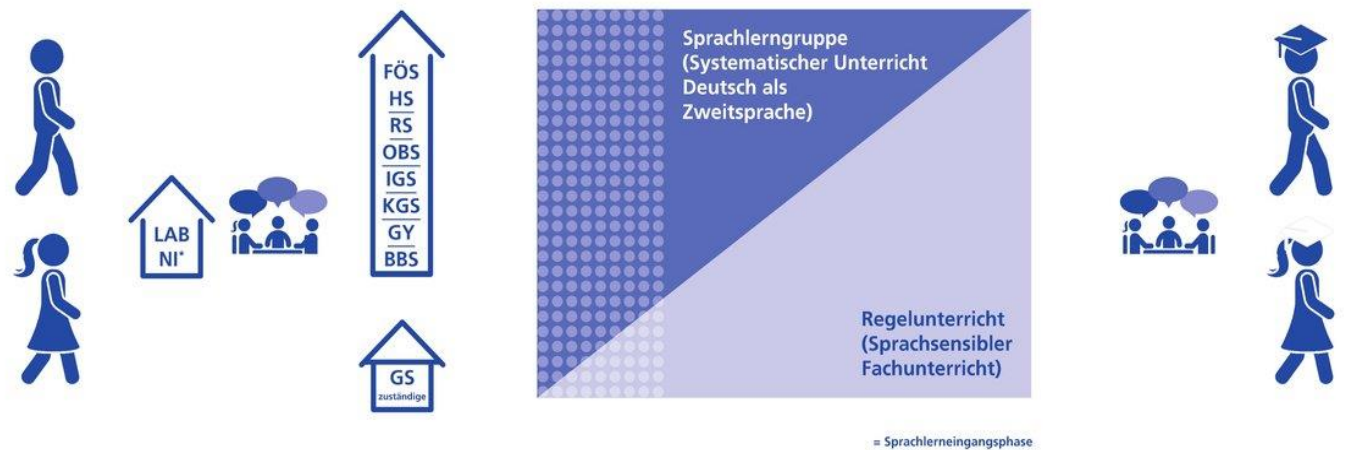 LAB
NI*
FÖS
HS
RS
OBS
IGS
KGS
GY
BBS
GS
zuständige
Sprachlerngruppe
(Systematischer Unterricht
Deutsch als
Zweitsprache)
Regelunterricht
(Sprachsensibler
Fachunterricht)
= Sprachlerneingangsphase